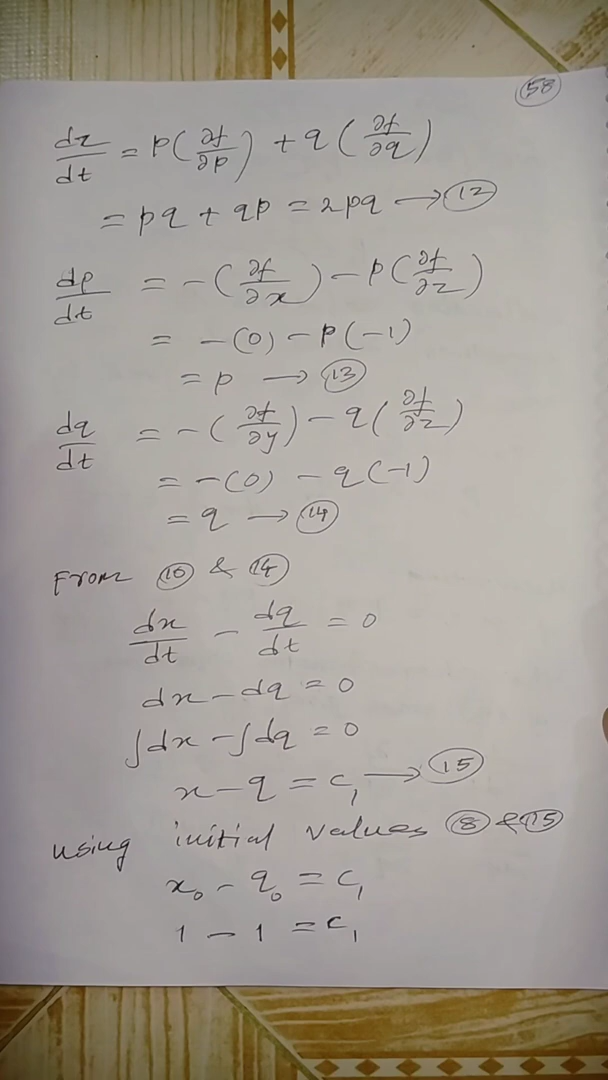 (58)
dz/dt = p(∂f/∂p) + q(∂f/∂q)
= pq + qp = 2pq → (12)
dp/dt = -(∂f/∂x) - p(∂f/∂z)
= -(0) - p(-1)
= p → (13)
dq/dt = -(∂f/∂y) - q(∂f/∂z)
= -(0) - q(-1)
= q → (14)
From (10) & (14)
dx/dt - dq/dt = 0
dx - dq = 0
∫dx - ∫dq = 0
x - q = c₁ → (15)
using initial values (8) & (15)
x₀ - q₀ = c₁
1 - 1 = c₁